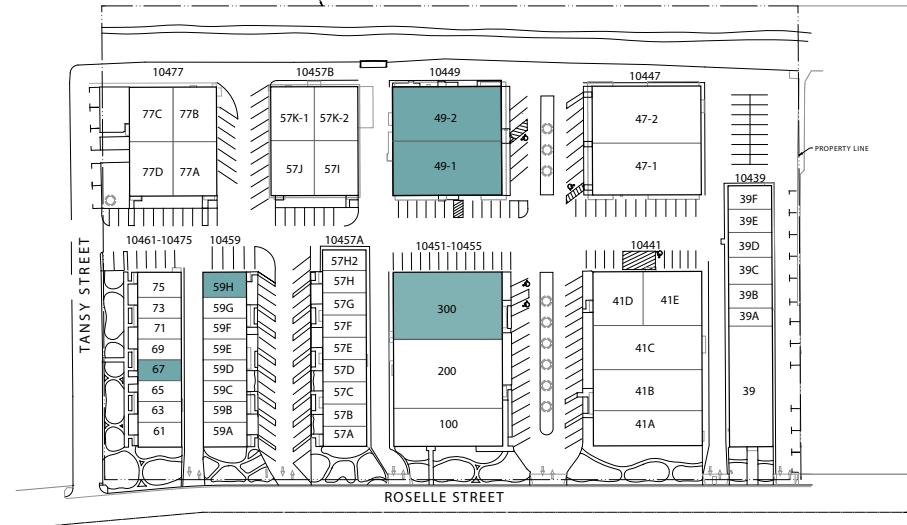 10477
10457B
10449
10447
77C
77B
77D
77A
57K-1
57K-2
57J
57I
49-2
49-1
47-2
47-1
PROPERTY LINE
10439
39F
39E
39D
39C
39B
39A
39
TANSY STREET
10461-10475
75
73
71
69
67
65
63
61
10459
59H
59G
59F
59E
59D
59C
59B
59A
10457A
57H2
57H
57G
57F
57E
57D
57C
57B
57A
10451-10455
300
200
100
10441
41D
41E
41C
41B
41A
ROSELLE STREET